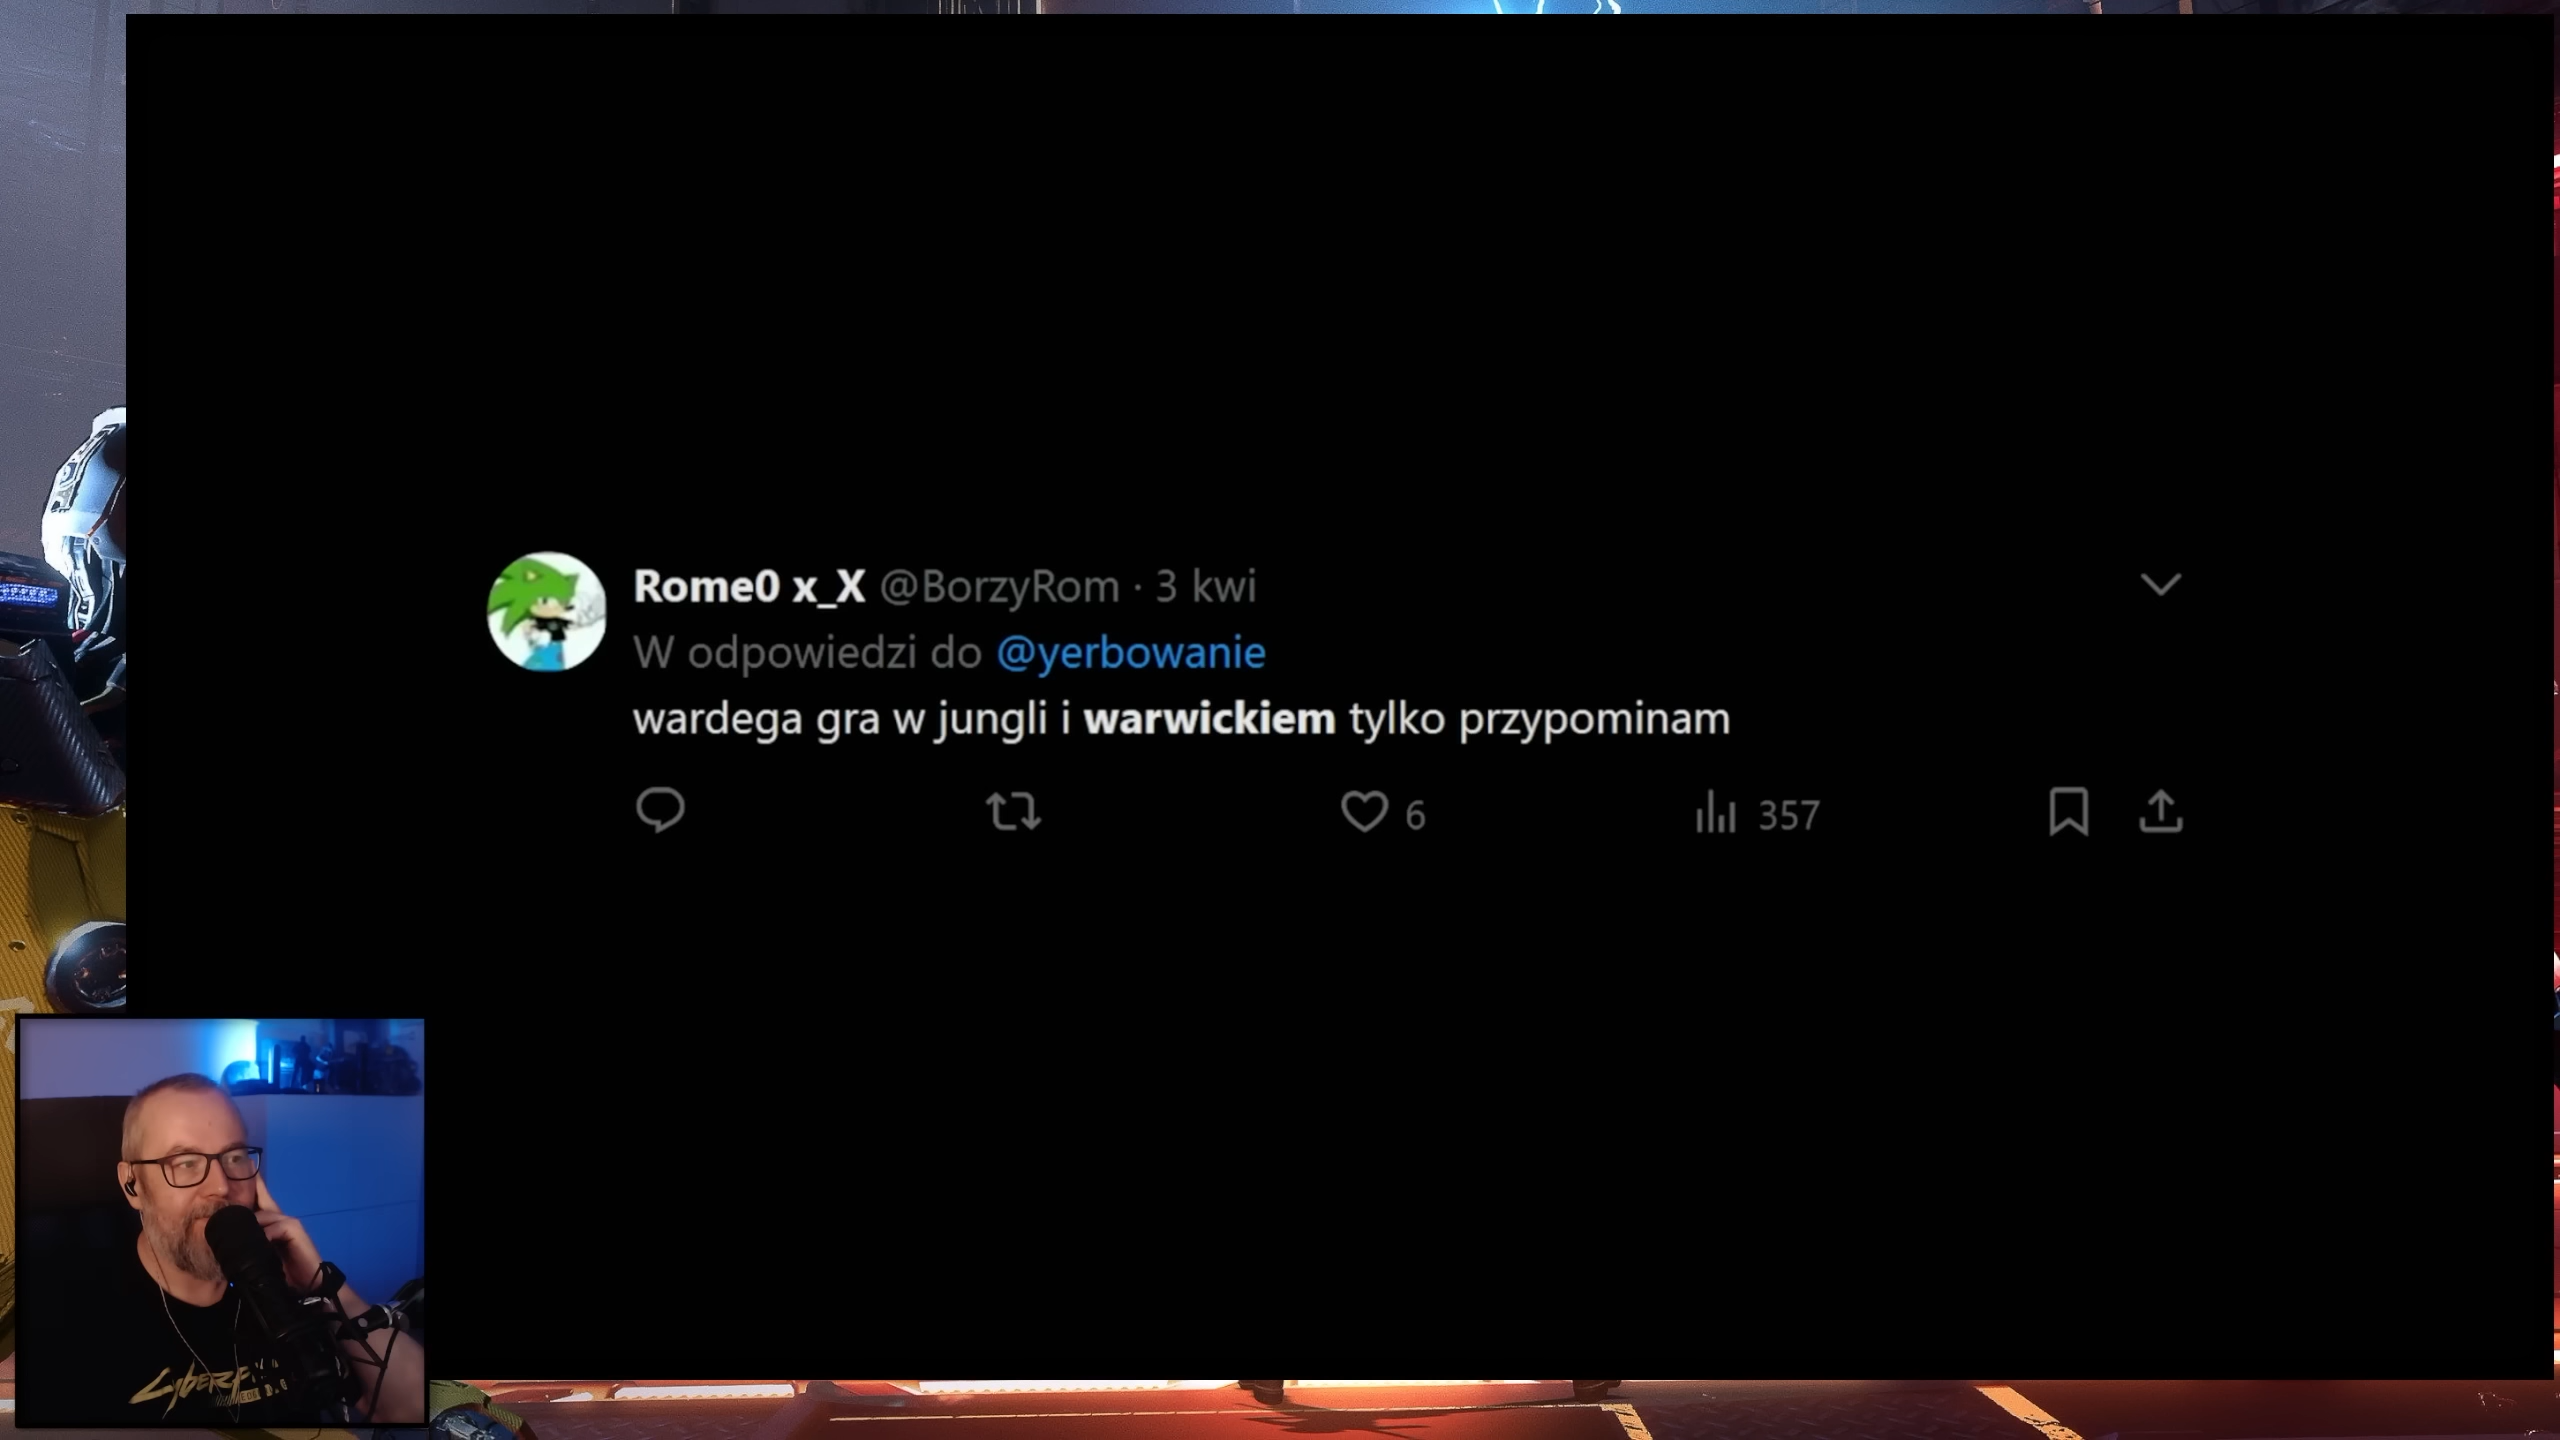 Rome0 x_X @BorzyRom · 3 kwi
W odpowiedzi do @yerbowanie
wardega gra w jungli i warwickiem tylko przypominam
6 357